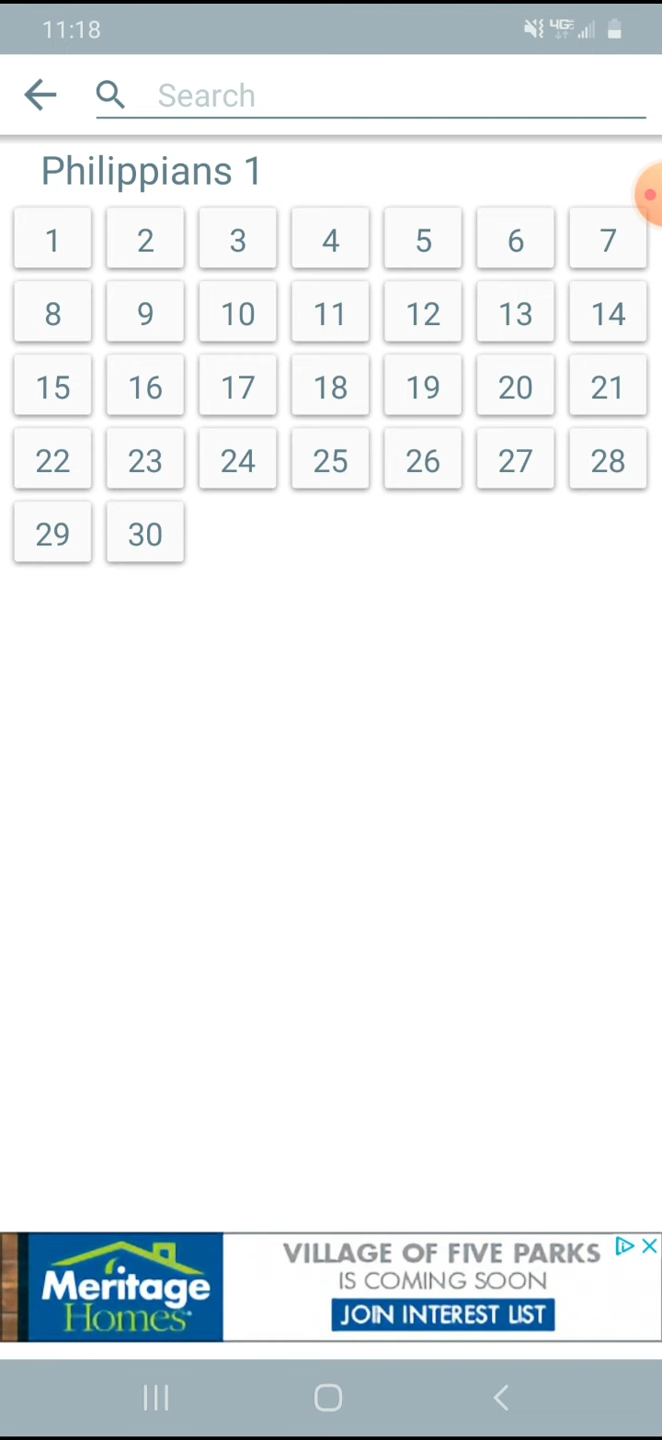 11:18 4GE
Search
Philippians 1
1 2 3 4 5 6 7
8 9 10 11 12 13 14
15 16 17 18 19 20 21
22 23 24 25 26 27 28
29 30
Meritage
Homes
VILLAGE OF FIVE PARKS
IS COMING SOON
JOIN INTEREST LIST